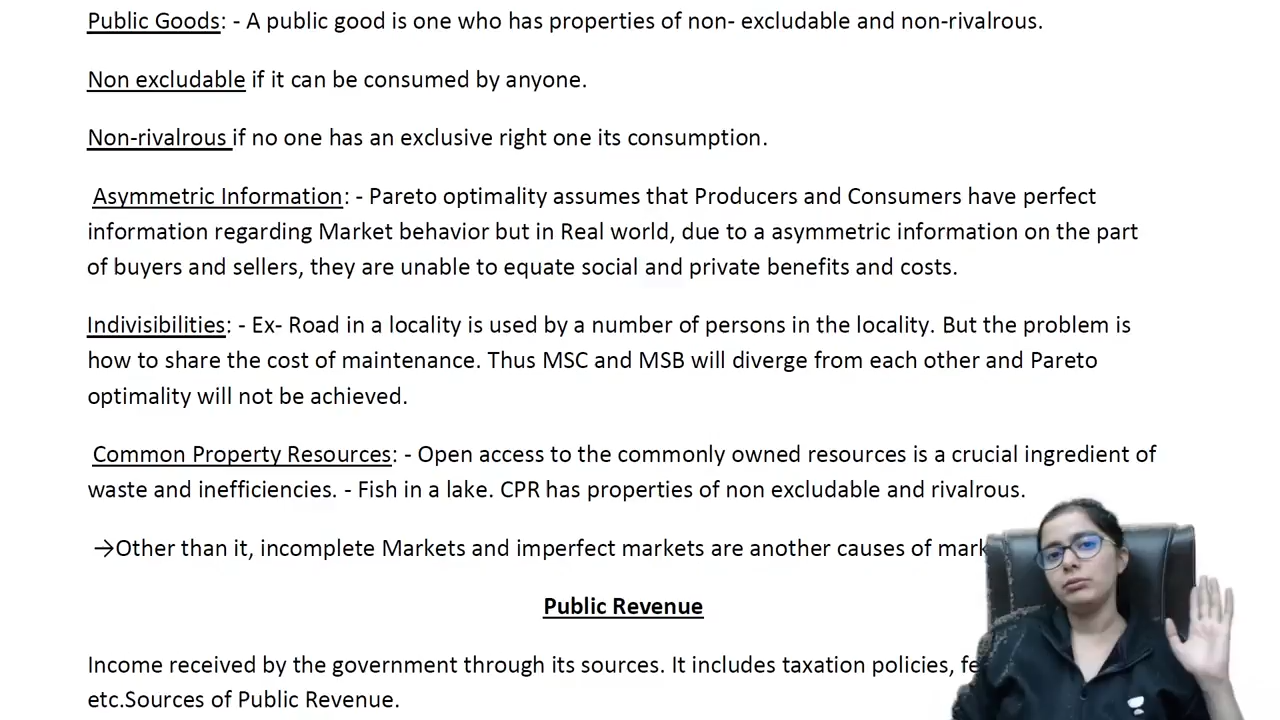 Public Goods: - A public good is one who has properties of non- excludable and non-rivalrous.
Non excludable if it can be consumed by anyone.
Non-rivalrous if no one has an exclusive right one its consumption.
Asymmetric Information: - Pareto optimality assumes that Producers and Consumers have perfect
information regarding Market behavior but in Real world, due to a asymmetric information on the part
of buyers and sellers, they are unable to equate social and private benefits and costs.
Indivisibilities: - Ex- Road in a locality is used by a number of persons in the locality. But the problem is
how to share the cost of maintenance. Thus MSC and MSB will diverge from each other and Pareto
optimality will not be achieved.
Common Property Resources: - Open access to the commonly owned resources is a crucial ingredient of
waste and inefficiencies. - Fish in a lake. CPR has properties of non excludable and rivalrous.
→Other than it, incomplete Markets and imperfect markets are another causes of
Public Revenue
Income received by the government through its sources. It includes taxation policies,
etc.Sources of Public Revenue.